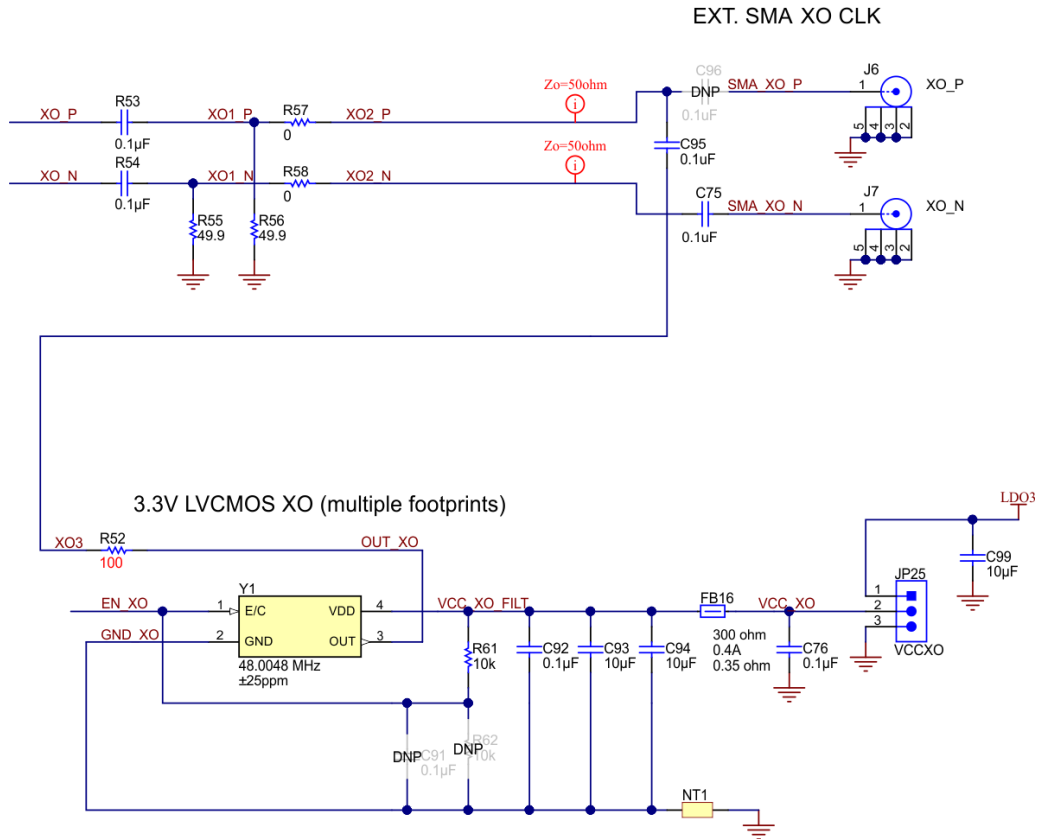 EXT. SMA XO CLK
XO_P
R53
0.1µF
XO1_P
R57
0
XO2_P
Zo=50ohm
i
C96
DNP
0.1uF
SMA_XO_P
J6
1
XO_P
5
4
3
2
C95
0.1uF
XO_N
R54
0.1µF
XO1_N
R58
0
XO2_N
Zo=50ohm
i
C75
0.1uF
SMA_XO_N
J7
1
XO_N
5
4
3
2
R55
49.9
R56
49.9
3.3V LVCMOS XO (multiple footprints)
XO3
R52
100
OUT_XO
LDO3
C99
10µF
EN_XO
GND_XO
Y1
1
E/C
VDD
4
2
GND
OUT
3
48.0048 MHz
±25ppm
VCC_XO_FILT
R61
10k
C92
0.1µF
C93
10µF
C94
10µF
FB16
300 ohm
0.4A
0.35 ohm
VCC_XO
C76
0.1µF
JP25
1
2
3
VCCXO
DNP
C91
0.1µF
DNP
R62
10k
NT1